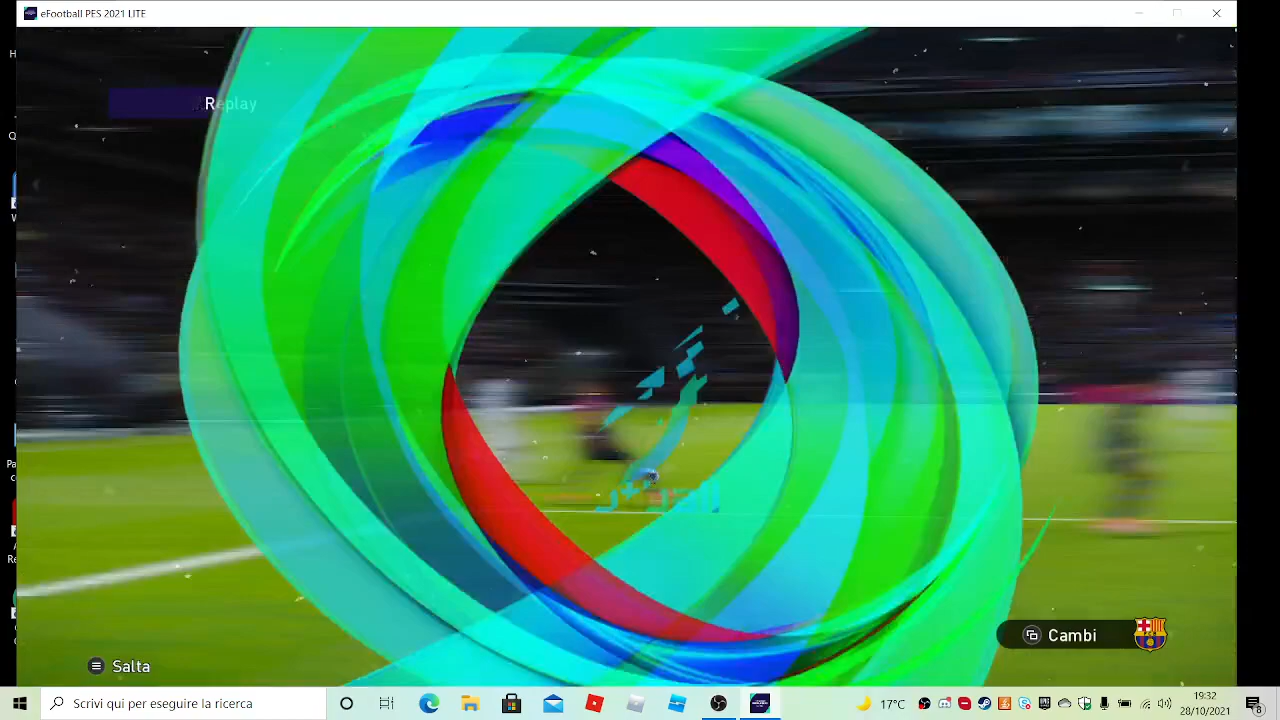 eFootball PES 2021 LITE
Replay
Cambi
Salta
Scrivi qui per eseguire la ricerca
17°C
19:32
28/10/2021
8